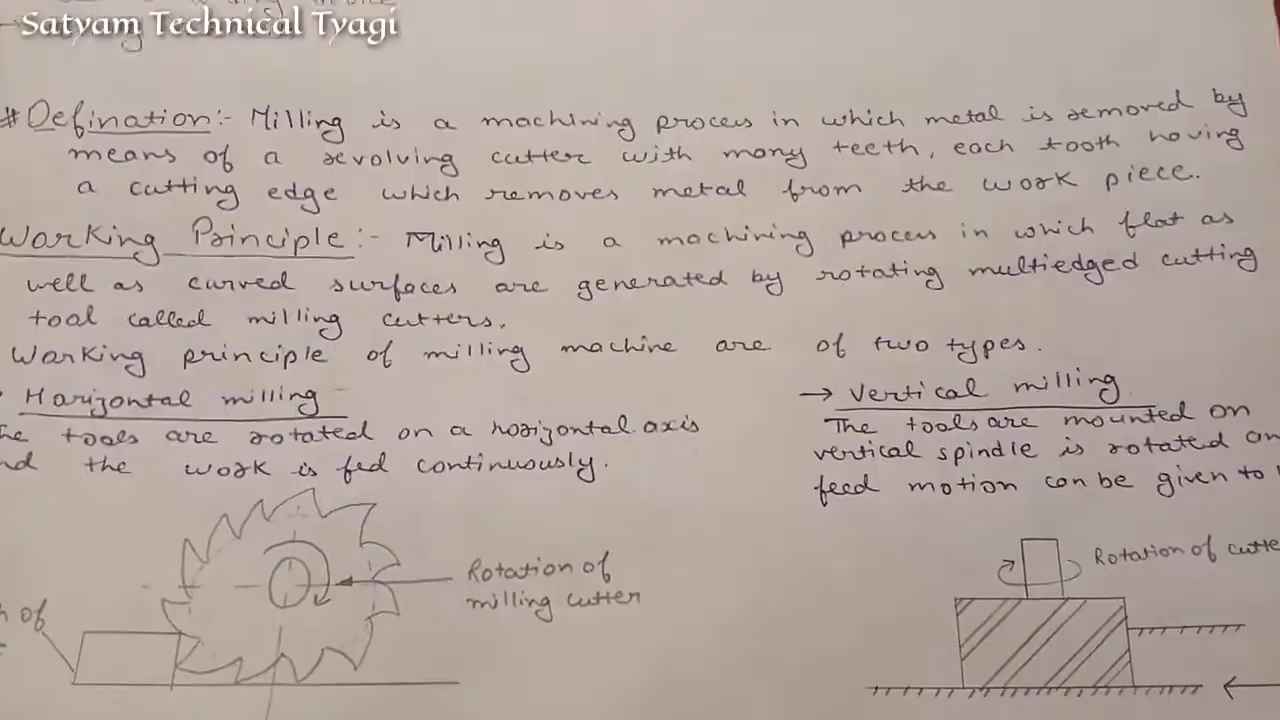 Satyam Technical Tyagi
# Defination:- Milling is a machining process in which metal is removed by
means of a revolving cutter with many teeth, each tooth having
a cutting edge which removes metal from the work piece.
Working Principle:- Milling is a machining process in which flat as
well as curved surfaces are generated by rotating multiedged cutting
tool called milling cutters.
Working principle of milling machine are of two types.
Horizontal milling
The tools are rotated on a horizontal axis
and the work is fed continuously.
→ Vertical milling
The tools are mounted on
vertical spindle is rotated an
feed motion can be given to
Rotation of
milling cutter
of
Rotation of cutte